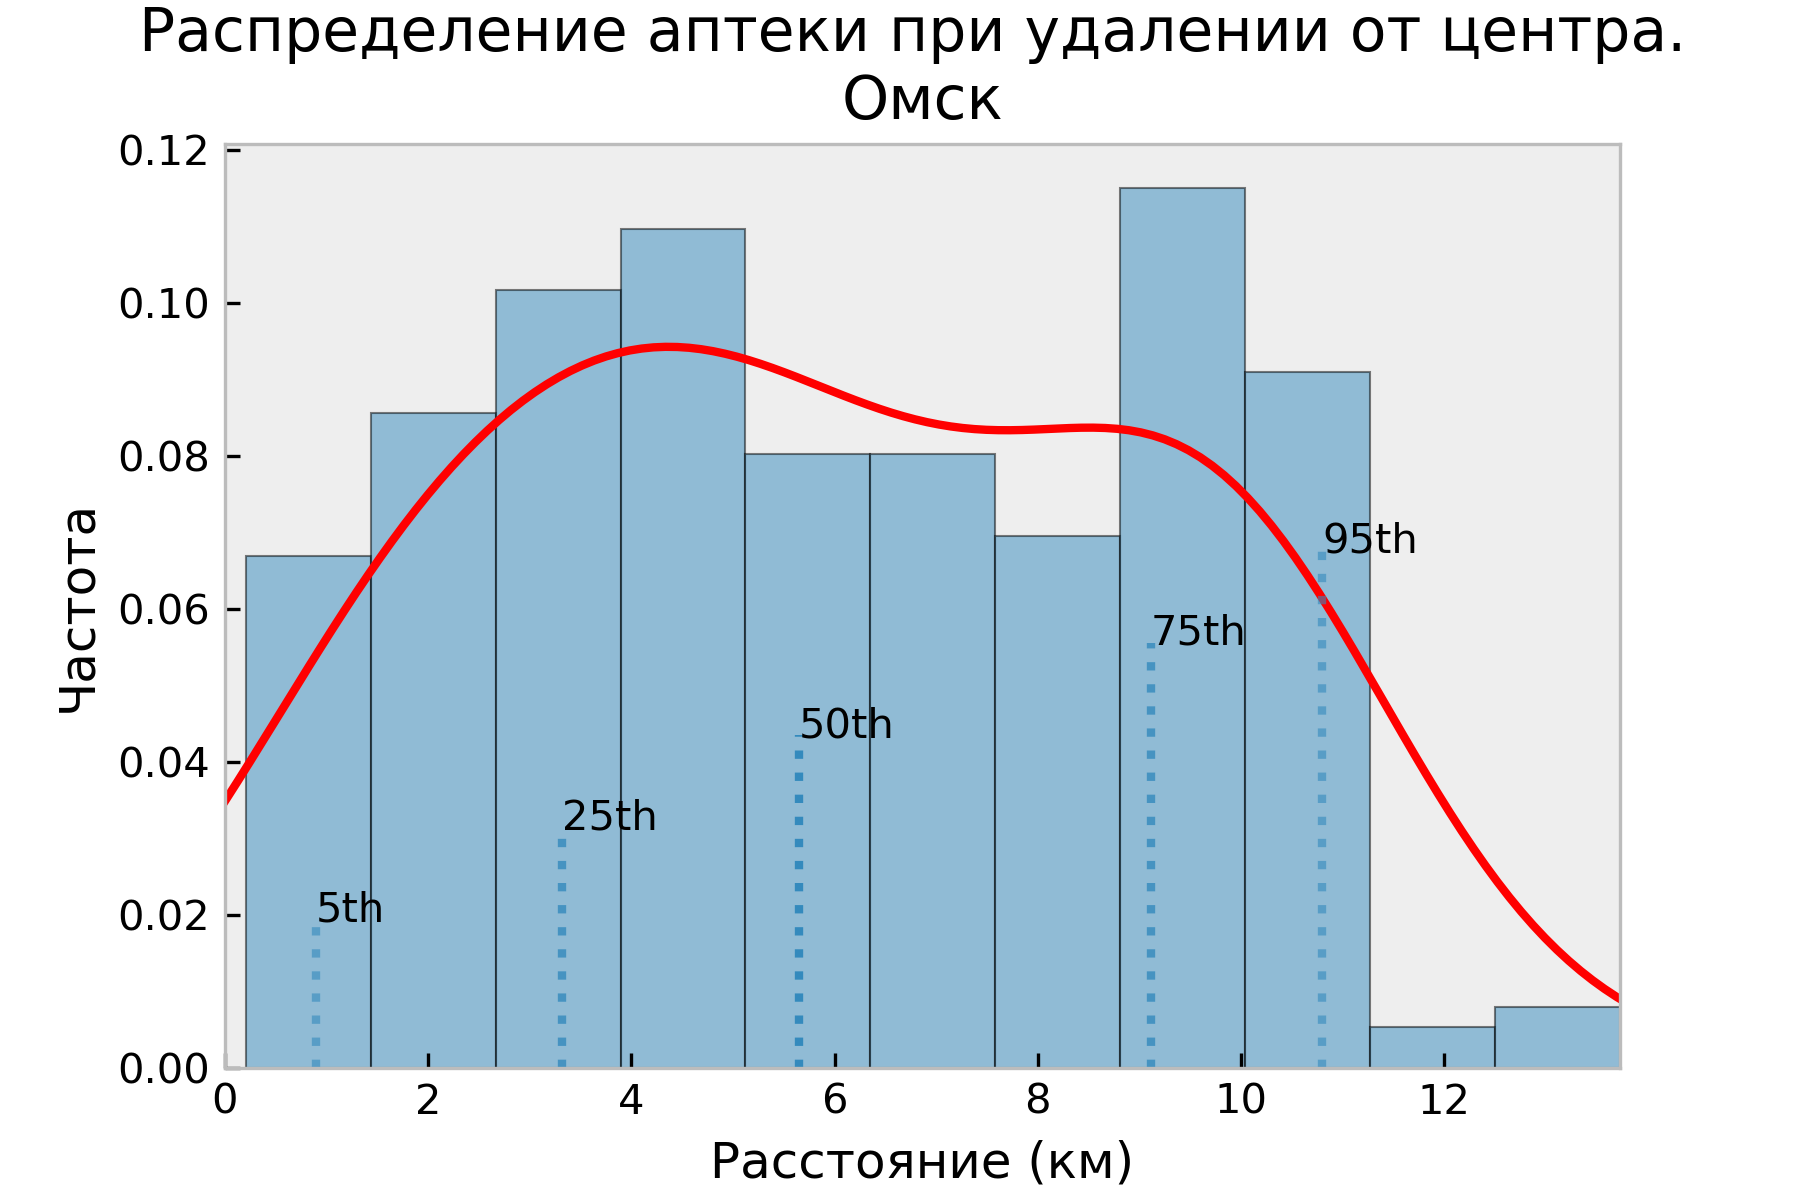 Распределение аптеки при удалении от центра.
Омск
0.12
0.10
0.08
0.06
0.04
0.02
0.00
Частота
5th
25th
50th
75th
95th
0 2 4 6 8 10 12
Расстояние (км)